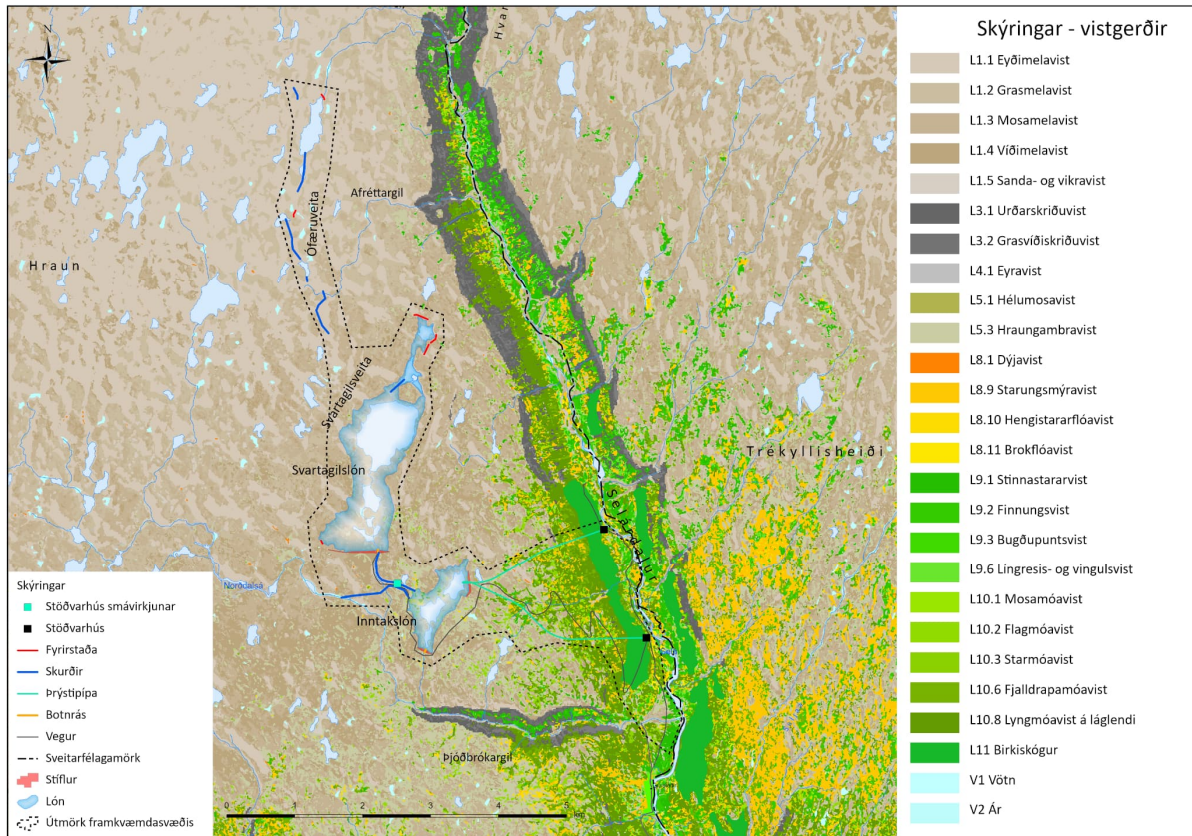 N
Hvan
Afréttargil
Ófæruveita
Hraun
Svartagilsveita
Svartagilslón
Trékyllisheiði
Selárdalur
Norðdalsá
Inntakslón
Selá
Þjóðbrókargil
0 1 2 3 4 5
km
Skýringar
Stöðvarhús smávirkjunar
Stöðvarhús
Fyrirstaða
Skurðir
Þrýstipípa
Botnrás
Vegur
Sveitarfélagamörk
Stíflur
Lón
Útmörk framkvæmdasvæðis
Skýringar - vistgerðir
L1.1 Eyðimelavist
L1.2 Grasmelavist
L1.3 Mosamelavist
L1.4 Víðimelavist
L1.5 Sanda- og vikravist
L3.1 Urðarskriðuvist
L3.2 Grasvíðiskriðuvist
L4.1 Eyravist
L5.1 Hélumosavist
L5.3 Hraungambravist
L8.1 Dýjavist
L8.9 Starungsmýravist
L8.10 Hengistararflóavist
L8.11 Brokflóavist
L9.1 Stinnastararvist
L9.2 Finnungsvist
L9.3 Bugðupuntsvist
L9.6 Lingresis- og vingulsvist
L10.1 Mosamóavist
L10.2 Flagmóavist
L10.3 Starmóavist
L10.6 Fjalldrapamóavist
L10.8 Lyngmóavist á láglendi
L11 Birkiskógur
V1 Vötn
V2 Ár